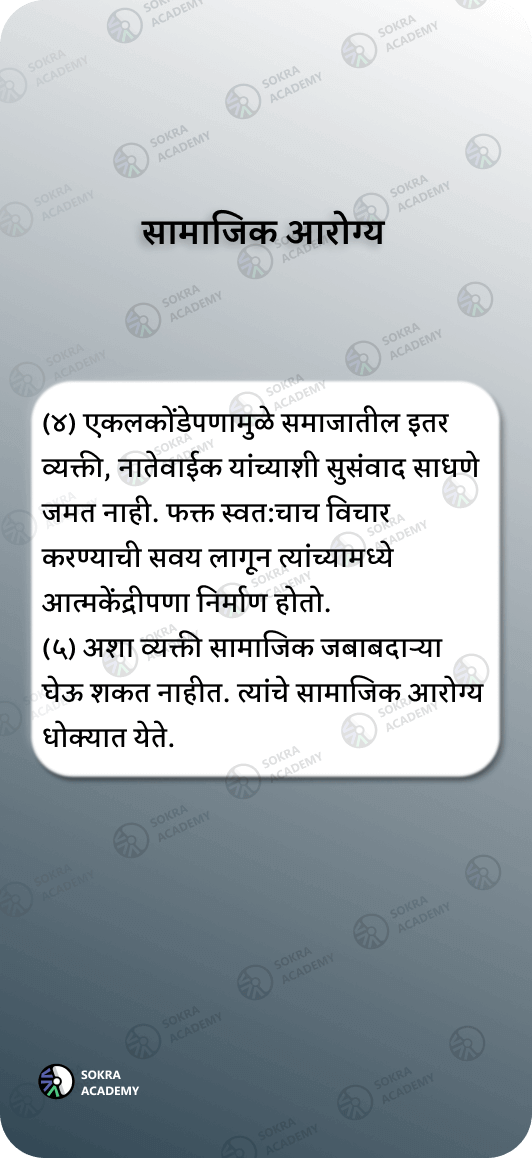 सामाजिक आरोग्य
(४) एकलकोंडेपणामुळे समाजातील इतर
व्यक्ती, नातेवाईक यांच्याशी सुसंवाद साधणे
जमत नाही. फक्त स्वत:चाच विचार
करण्याची सवय लागून त्यांच्यामध्ये
आत्मकेंद्रीपणा निर्माण होतो.
(५) अशा व्यक्ती सामाजिक जबाबदाऱ्या
घेऊ शकत नाहीत. त्यांचे सामाजिक आरोग्य
धोक्यात येते.
SOKRA
ACADEMY